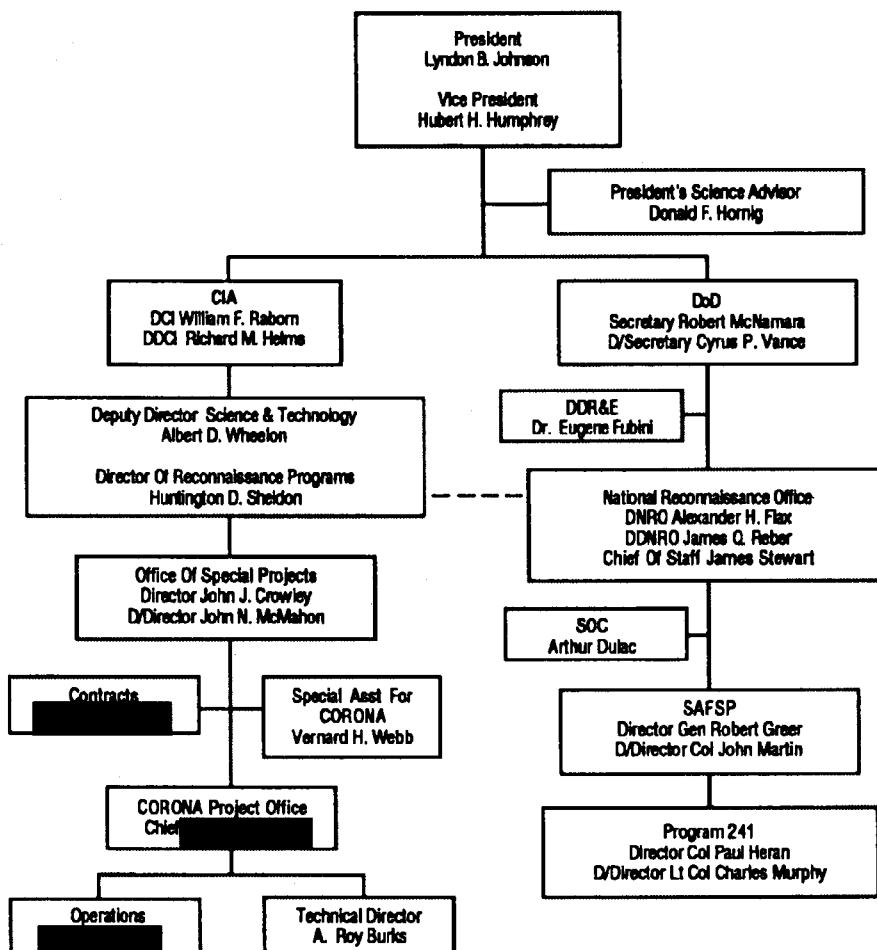 President
Lyndon B. Johnson
Vice President
Hubert H. Humphrey
President's Science Advisor
Donald F. Hornig
CIA
DCI William F. Raborn
DDCI Richard M. Helms
DoD
Secretary Robert McNamara
D/Secretary Cyrus P. Vance
Deputy Director Science & Technology
Albert D. Wheelon
Director Of Reconnaissance Programs
Huntington D. Sheldon
DDR&E
Dr. Eugene Fubini
National Reconnaissance Office
DNRO Alexander H. Flax
DDNRO James Q. Reber
Chief Of Staff James Stewart
Office Of Special Projects
Director John J. Crowley
D/Director John N. McMahon
SOC
Arthur Dulac
Contracts
Special Asst For
CORONA
Vernard H. Webb
SAFSP
Director Gen Robert Greer
D/Director Col John Martin
CORONA Project Office
Chief
Program 241
Director Col Paul Heran
D/Director Lt Col Charles Murphy
Operations
Technical Director
A. Roy Burks